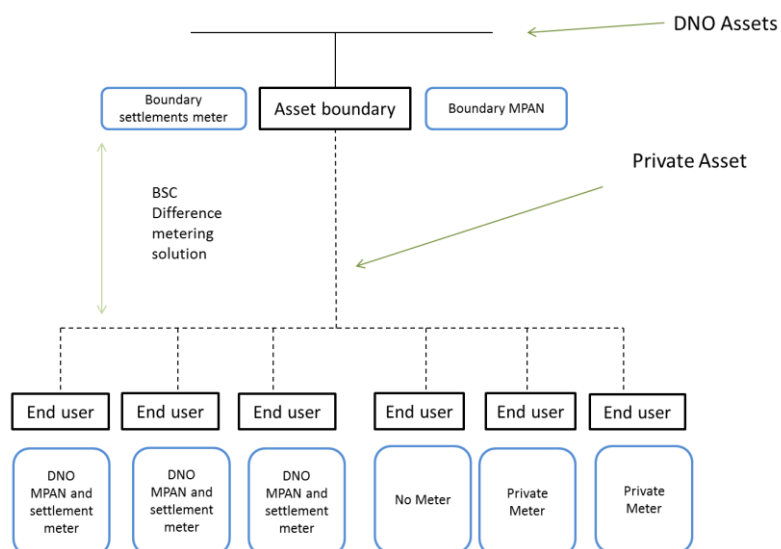 DNO Assets
Boundary
settlements meter
Asset boundary
Boundary MPAN
Private Asset
BSC
Difference
metering
solution
End user
End user
End user
End user
End user
End user
DNO
MPAN and
settlement
meter
DNO
MPAN and
settlement
meter
DNO
MPAN and
settlement
meter
No Meter
Private
Meter
Private
Meter